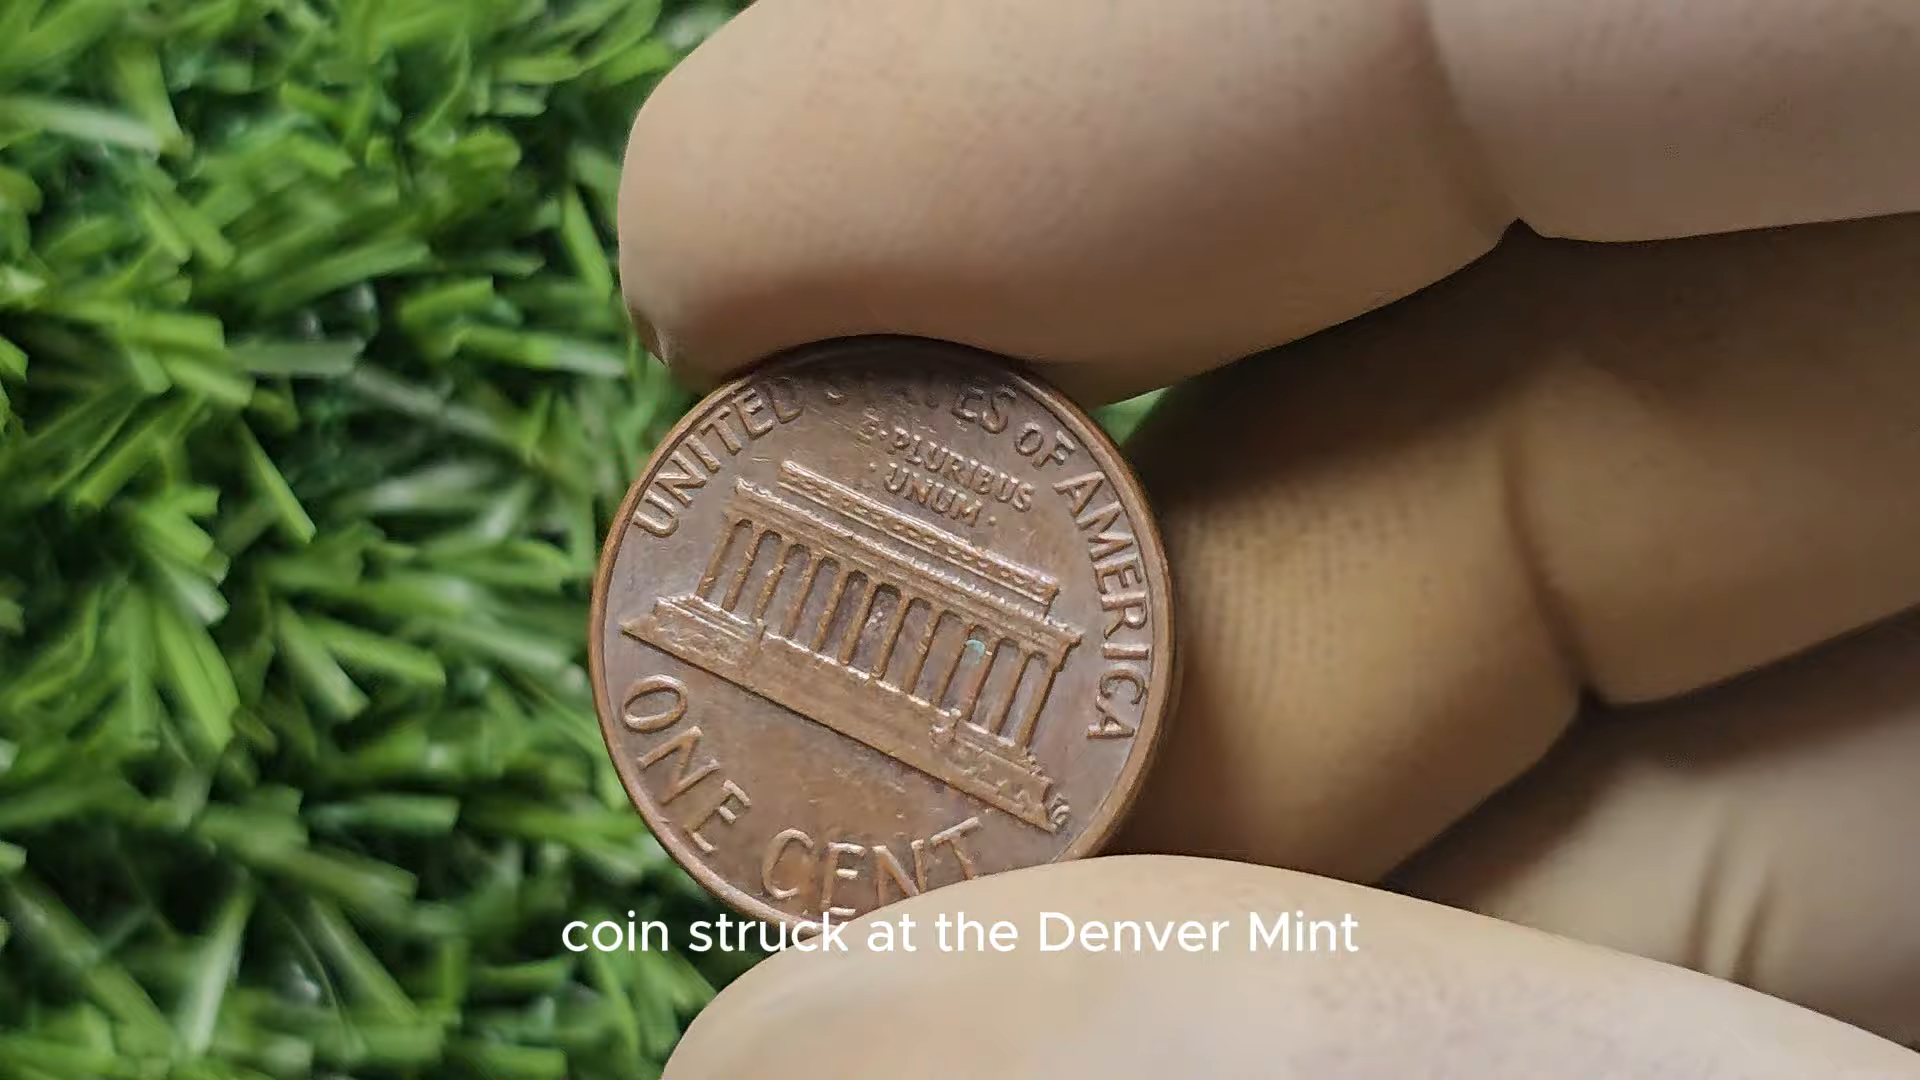 UNITED STATES OF AMERICA
E·PLURIBUS
·UNUM·
ONE CENT
coin struck at the Denver Mint